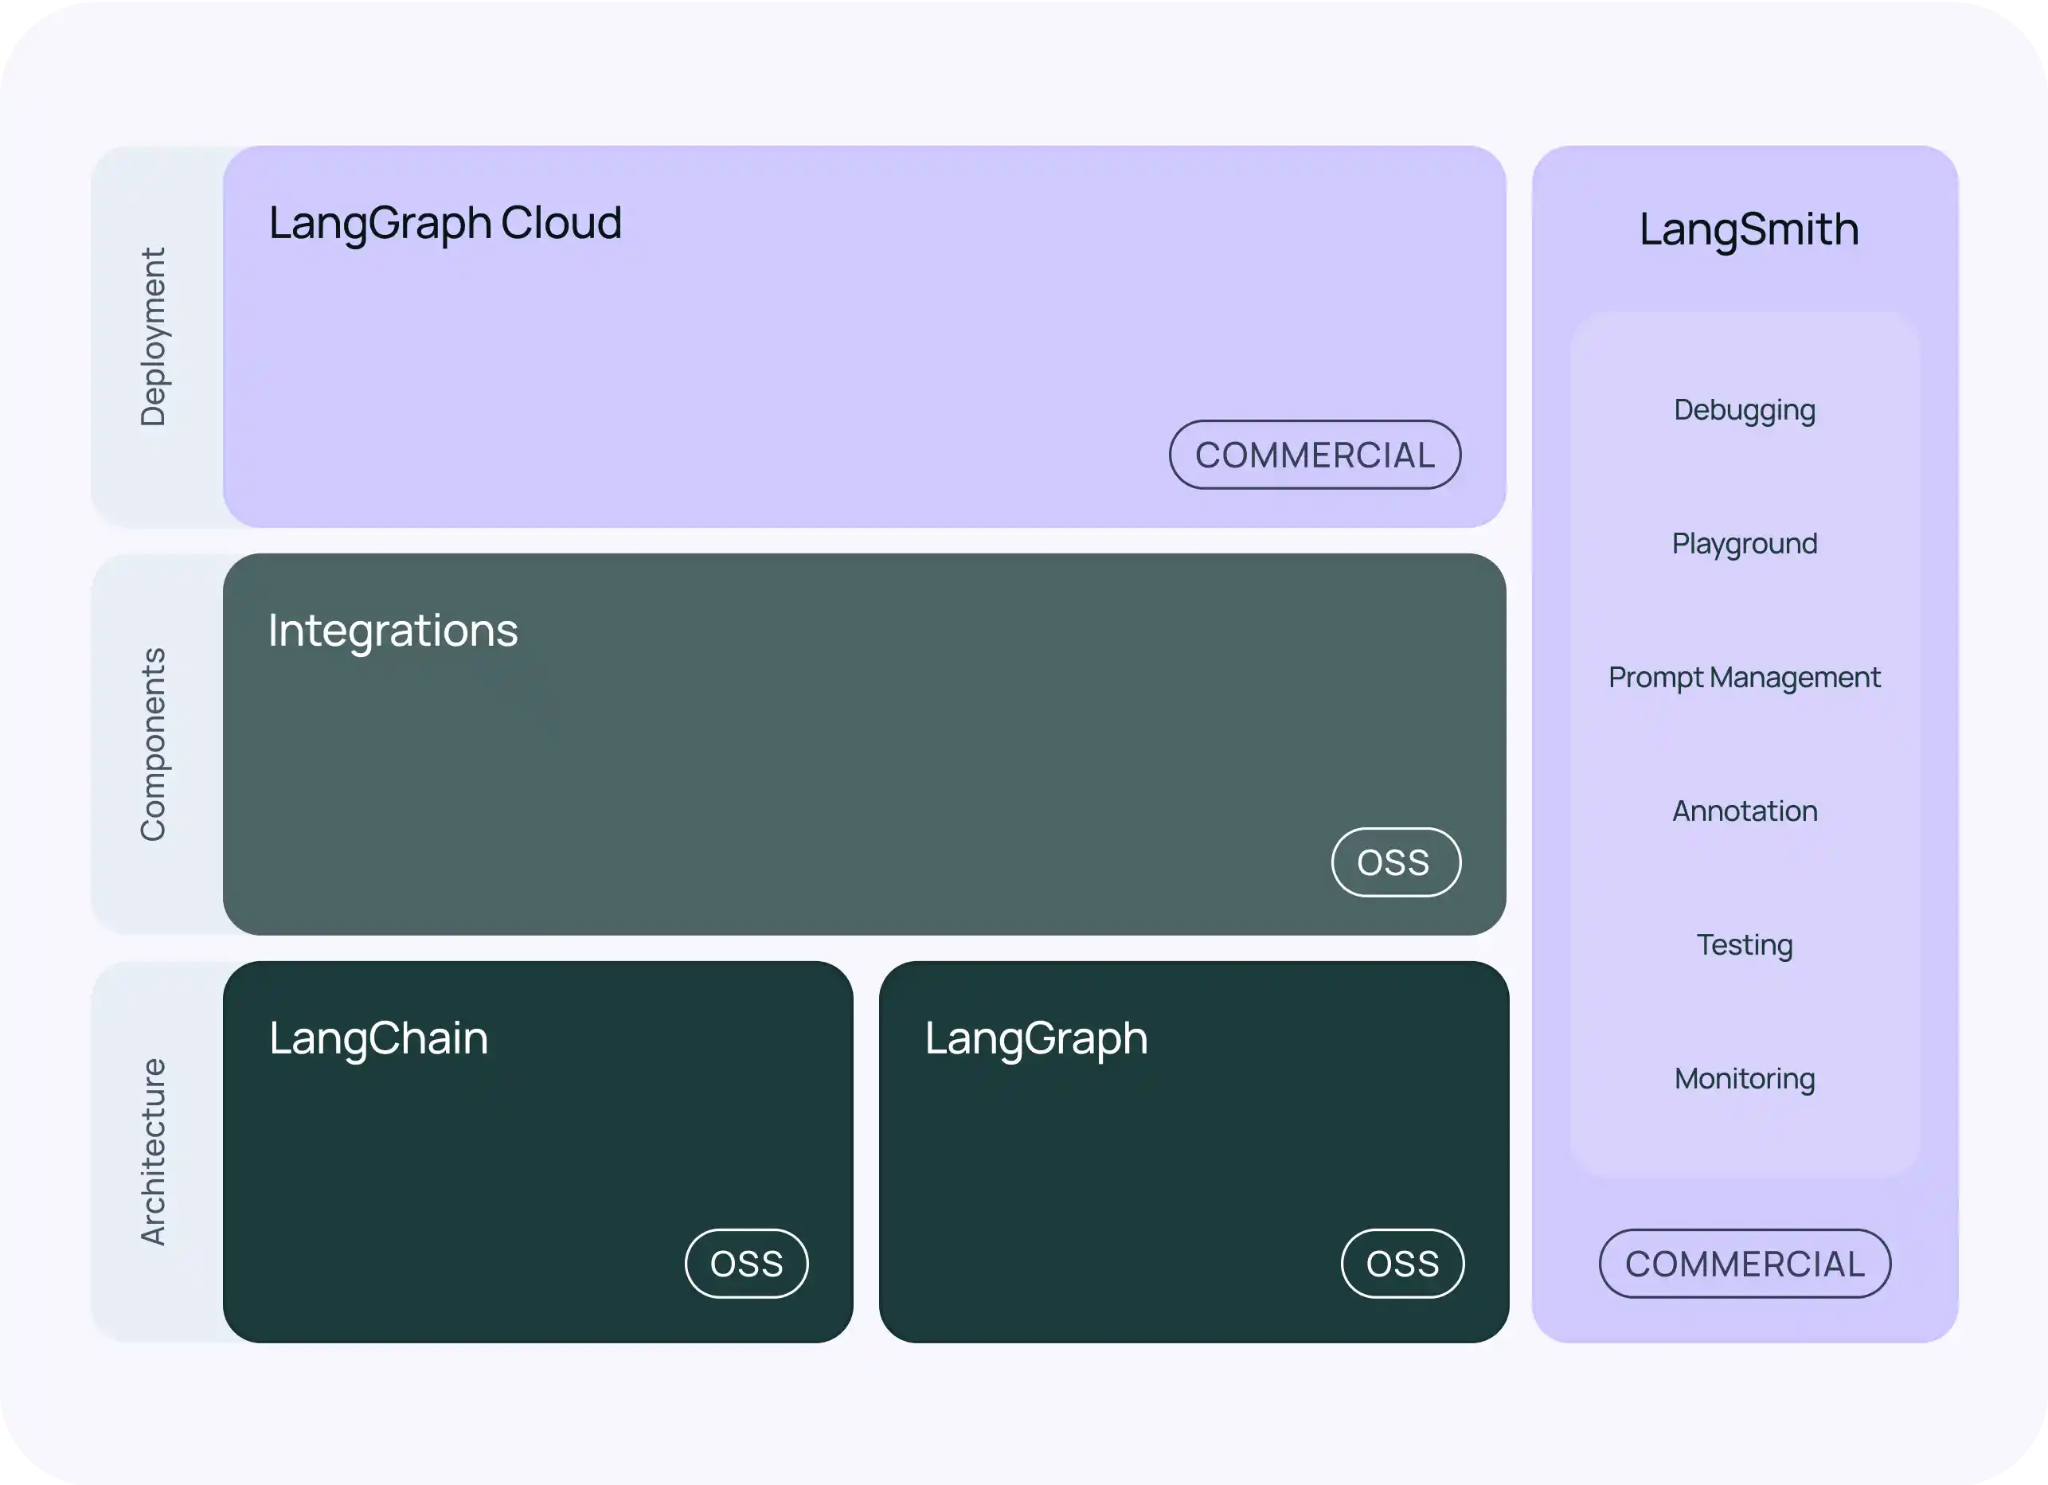 Deployment
LangGraph Cloud
COMMERCIAL
Components
Integrations
OSS
Architecture
LangChain
OSS
LangGraph
OSS
LangSmith
Debugging
Playground
Prompt Management
Annotation
Testing
Monitoring
COMMERCIAL